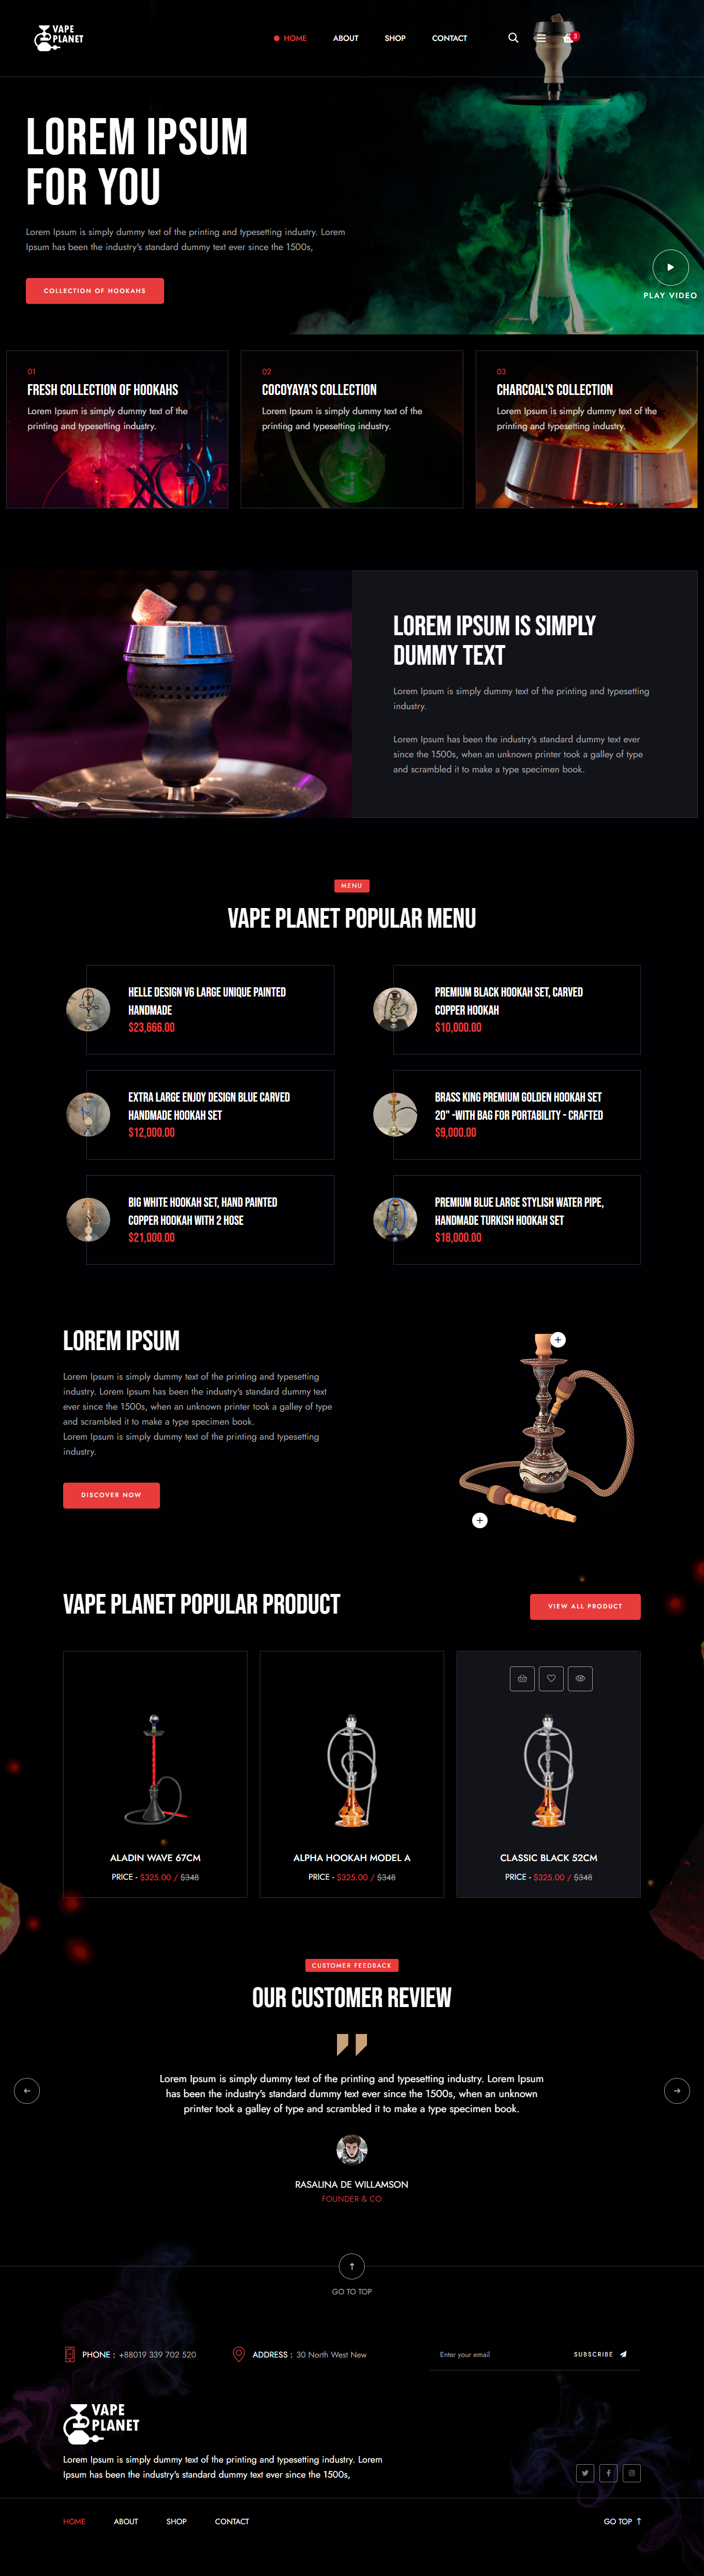 VAPE
PLANET
HOME
ABOUT
SHOP
CONTACT
3
LOREM IPSUM
FOR YOU
Lorem Ipsum is simply dummy text of the printing and typesetting industry. Lorem
Ipsum has been the industry's standard dummy text ever since the 1500s,
COLLECTION OF HOOKAHS
PLAY VIDEO
01
FRESH COLLECTION OF HOOKAHS
Lorem Ipsum is simply dummy text of the
printing and typesetting industry.
02
COCOYAYA'S COLLECTION
Lorem Ipsum is simply dummy text of the
printing and typesetting industry.
03
CHARCOAL'S COLLECTION
Lorem Ipsum is simply dummy text of the
printing and typesetting industry.
LOREM IPSUM IS SIMPLY
DUMMY TEXT
Lorem Ipsum is simply dummy text of the printing and typesetting
industry.
Lorem Ipsum has been the industry's standard dummy text ever
since the 1500s, when an unknown printer took a galley of type
and scrambled it to make a type specimen book.
MENU
VAPE PLANET POPULAR MENU
HELLE DESIGN V6 LARGE UNIQUE PAINTED
HANDMADE
$23,666.00
PREMIUM BLACK HOOKAH SET, CARVED
COPPER HOOKAH
$10,000.00
EXTRA LARGE ENJOY DESIGN BLUE CARVED
HANDMADE HOOKAH SET
$12,000.00
BRASS KING PREMIUM GOLDEN HOOKAH SET
20" -WITH BAG FOR PORTABILITY - CRAFTED
$9,000.00
BIG WHITE HOOKAH SET, HAND PAINTED
COPPER HOOKAH WITH 2 HOSE
$21,000.00
PREMIUM BLUE LARGE STYLISH WATER PIPE,
HANDMADE TURKISH HOOKAH SET
$18,000.00
LOREM IPSUM
Lorem Ipsum is simply dummy text of the printing and typesetting
industry. Lorem Ipsum has been the industry's standard dummy text
ever since the 1500s, when an unknown printer took a galley of type
and scrambled it to make a type specimen book.
Lorem Ipsum is simply dummy text of the printing and typesetting
industry.
DISCOVER NOW
VAPE PLANET POPULAR PRODUCT
VIEW ALL PRODUCT
ALADIN WAVE 67CM
PRICE - $325.00 / $348
ALPHA HOOKAH MODEL A
PRICE - $325.00 / $348
CLASSIC BLACK 52CM
PRICE - $325.00 / $348
CUSTOMER FEEDBACK
OUR CUSTOMER REVIEW
Lorem Ipsum is simply dummy text of the printing and typesetting industry. Lorem Ipsum
has been the industry's standard dummy text ever since the 1500s, when an unknown
printer took a galley of type and scrambled it to make a type specimen book.
RASALINA DE WILLAMSON
FOUNDER & CO
GO TO TOP
PHONE : +88019 339 702 520
ADDRESS : 30 North West New
Enter your email
SUBSCRIBE
VAPE
PLANET
Lorem Ipsum is simply dummy text of the printing and typesetting industry. Lorem
Ipsum has been the industry's standard dummy text ever since the 1500s,
HOME
ABOUT
SHOP
CONTACT
GO TOP